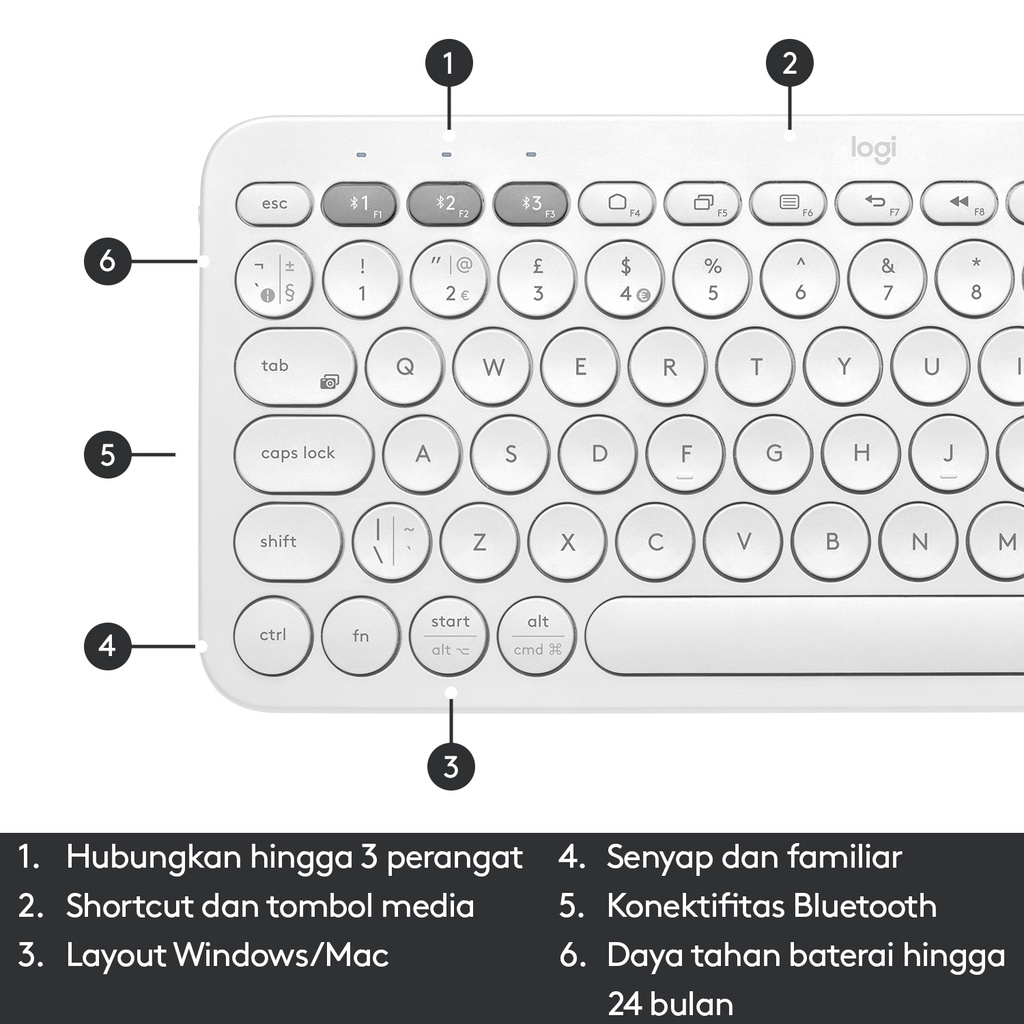 1
2
logi
esc 1 F1 2 F2 3 F3 F4 F5 F6 F7 F8
6
¬ ± ! " @ £ $ % ^ & *
` ¦ § 1 2 € 3 4 € 5 6 7 8
tab Q W E R T Y U I
5
caps lock A S D F G H J
shift | ~ Z X C V B N M
\ `
4
ctrl fn start alt
alt ⌥ cmd ⌘
3
1. Hubungkan hingga 3 perangat
2. Shortcut dan tombol media
3. Layout Windows/Mac
4. Senyap dan familiar
5. Konektifitas Bluetooth
6. Daya tahan baterai hingga
24 bulan